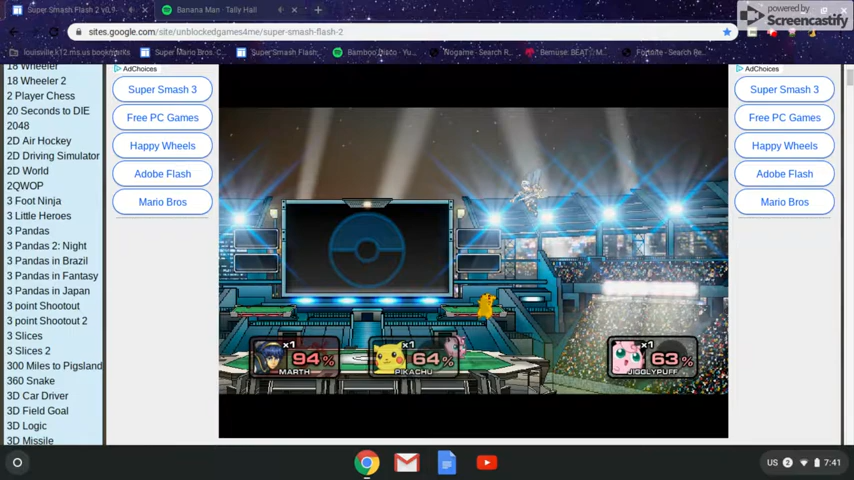 Super Smash Flash 2 v0.9
Banana Man · Tally Hall
powered by
Screencastify
sites.google.com/site/unblockedgames4me/super-smash-flash-2
louisville.k12.ms.us bookmarks
Super Mario Bros. C
Super Smash Flash
Bamboo Disco - Yu...
Nogame - Search R...
Bemuse: BEAT☆M...
Fortnite - Search Re...
18 Wheeler
18 Wheeler 2
2 Player Chess
20 Seconds to DIE
2048
2D Air Hockey
2D Driving Simulator
2D World
2QWOP
3 Foot Ninja
3 Little Heroes
3 Pandas
3 Pandas 2: Night
3 Pandas in Brazil
3 Pandas in Fantasy
3 Pandas in Japan
3 point Shootout
3 point Shootout 2
3 Slices
3 Slices 2
300 Miles to Pigsland
360 Snake
3D Car Driver
3D Field Goal
3D Logic
3D Missile
AdChoices
Super Smash 3
Free PC Games
Happy Wheels
Adobe Flash
Mario Bros
x1
94%
MARTH
x1
64%
PIKACHU
x1
63%
JIGGLYPUFF
AdChoices
Super Smash 3
Free PC Games
Happy Wheels
Adobe Flash
Mario Bros
US 2 7:41